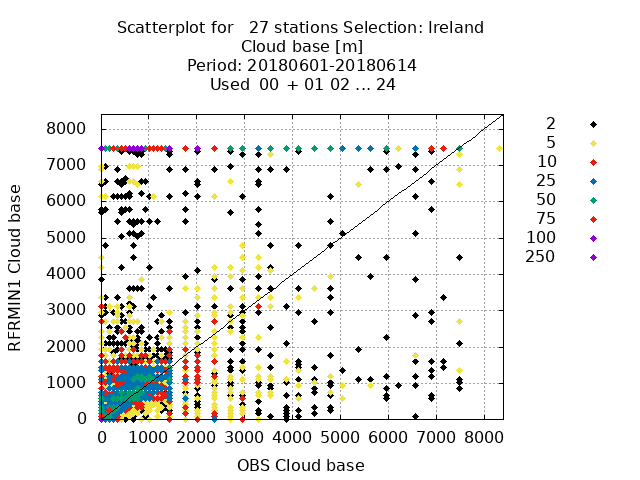 Scatterplot for   27 stations Selection: Ireland
Cloud base [m]
Period: 20180601-20180614
Used  00 + 01 02 ... 24
8000
7000
6000
5000
4000
3000
2000
1000
0
RFRMIN1 Cloud base
0 1000 2000 3000 4000 5000 6000 7000 8000
OBS Cloud base
2
5
10
25
50
75
100
250